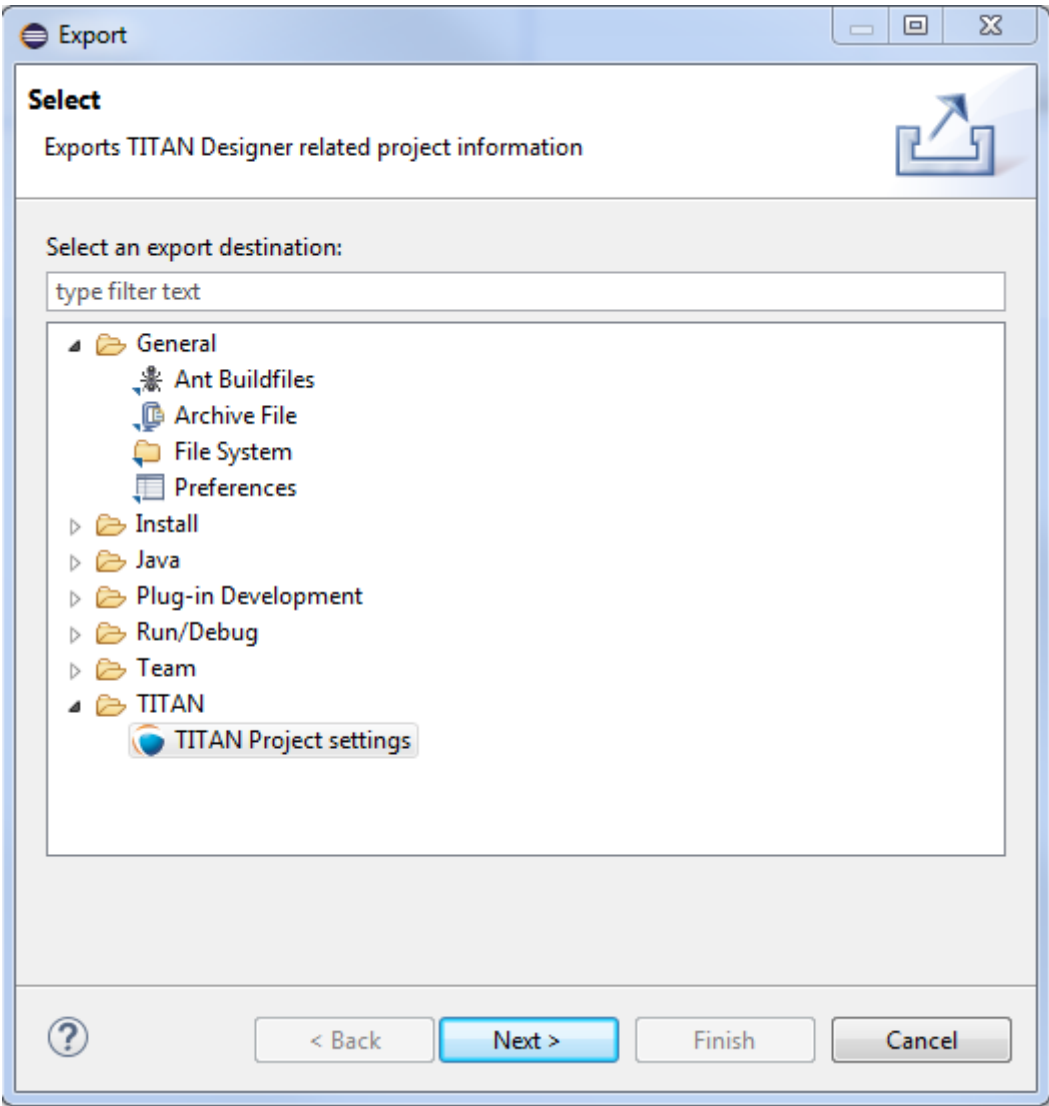 Export
Select
Exports TITAN Designer related project information
Select an export destination:
type filter text
General
Ant Buildfiles
Archive File
File System
Preferences
Install
Java
Plug-in Development
Run/Debug
Team
TITAN
TITAN Project settings
?
< Back Next > Finish Cancel